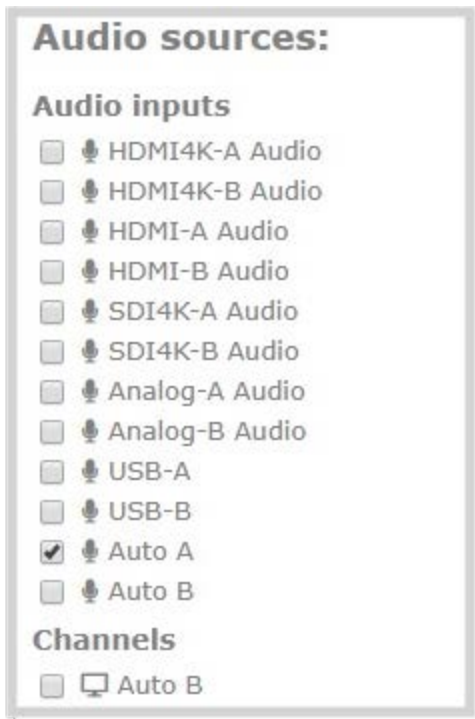 Audio sources:
Audio inputs
HDMI4K-A Audio
HDMI4K-B Audio
HDMI-A Audio
HDMI-B Audio
SDI4K-A Audio
SDI4K-B Audio
Analog-A Audio
Analog-B Audio
USB-A
USB-B
Auto A
Auto B
Channels
Auto B